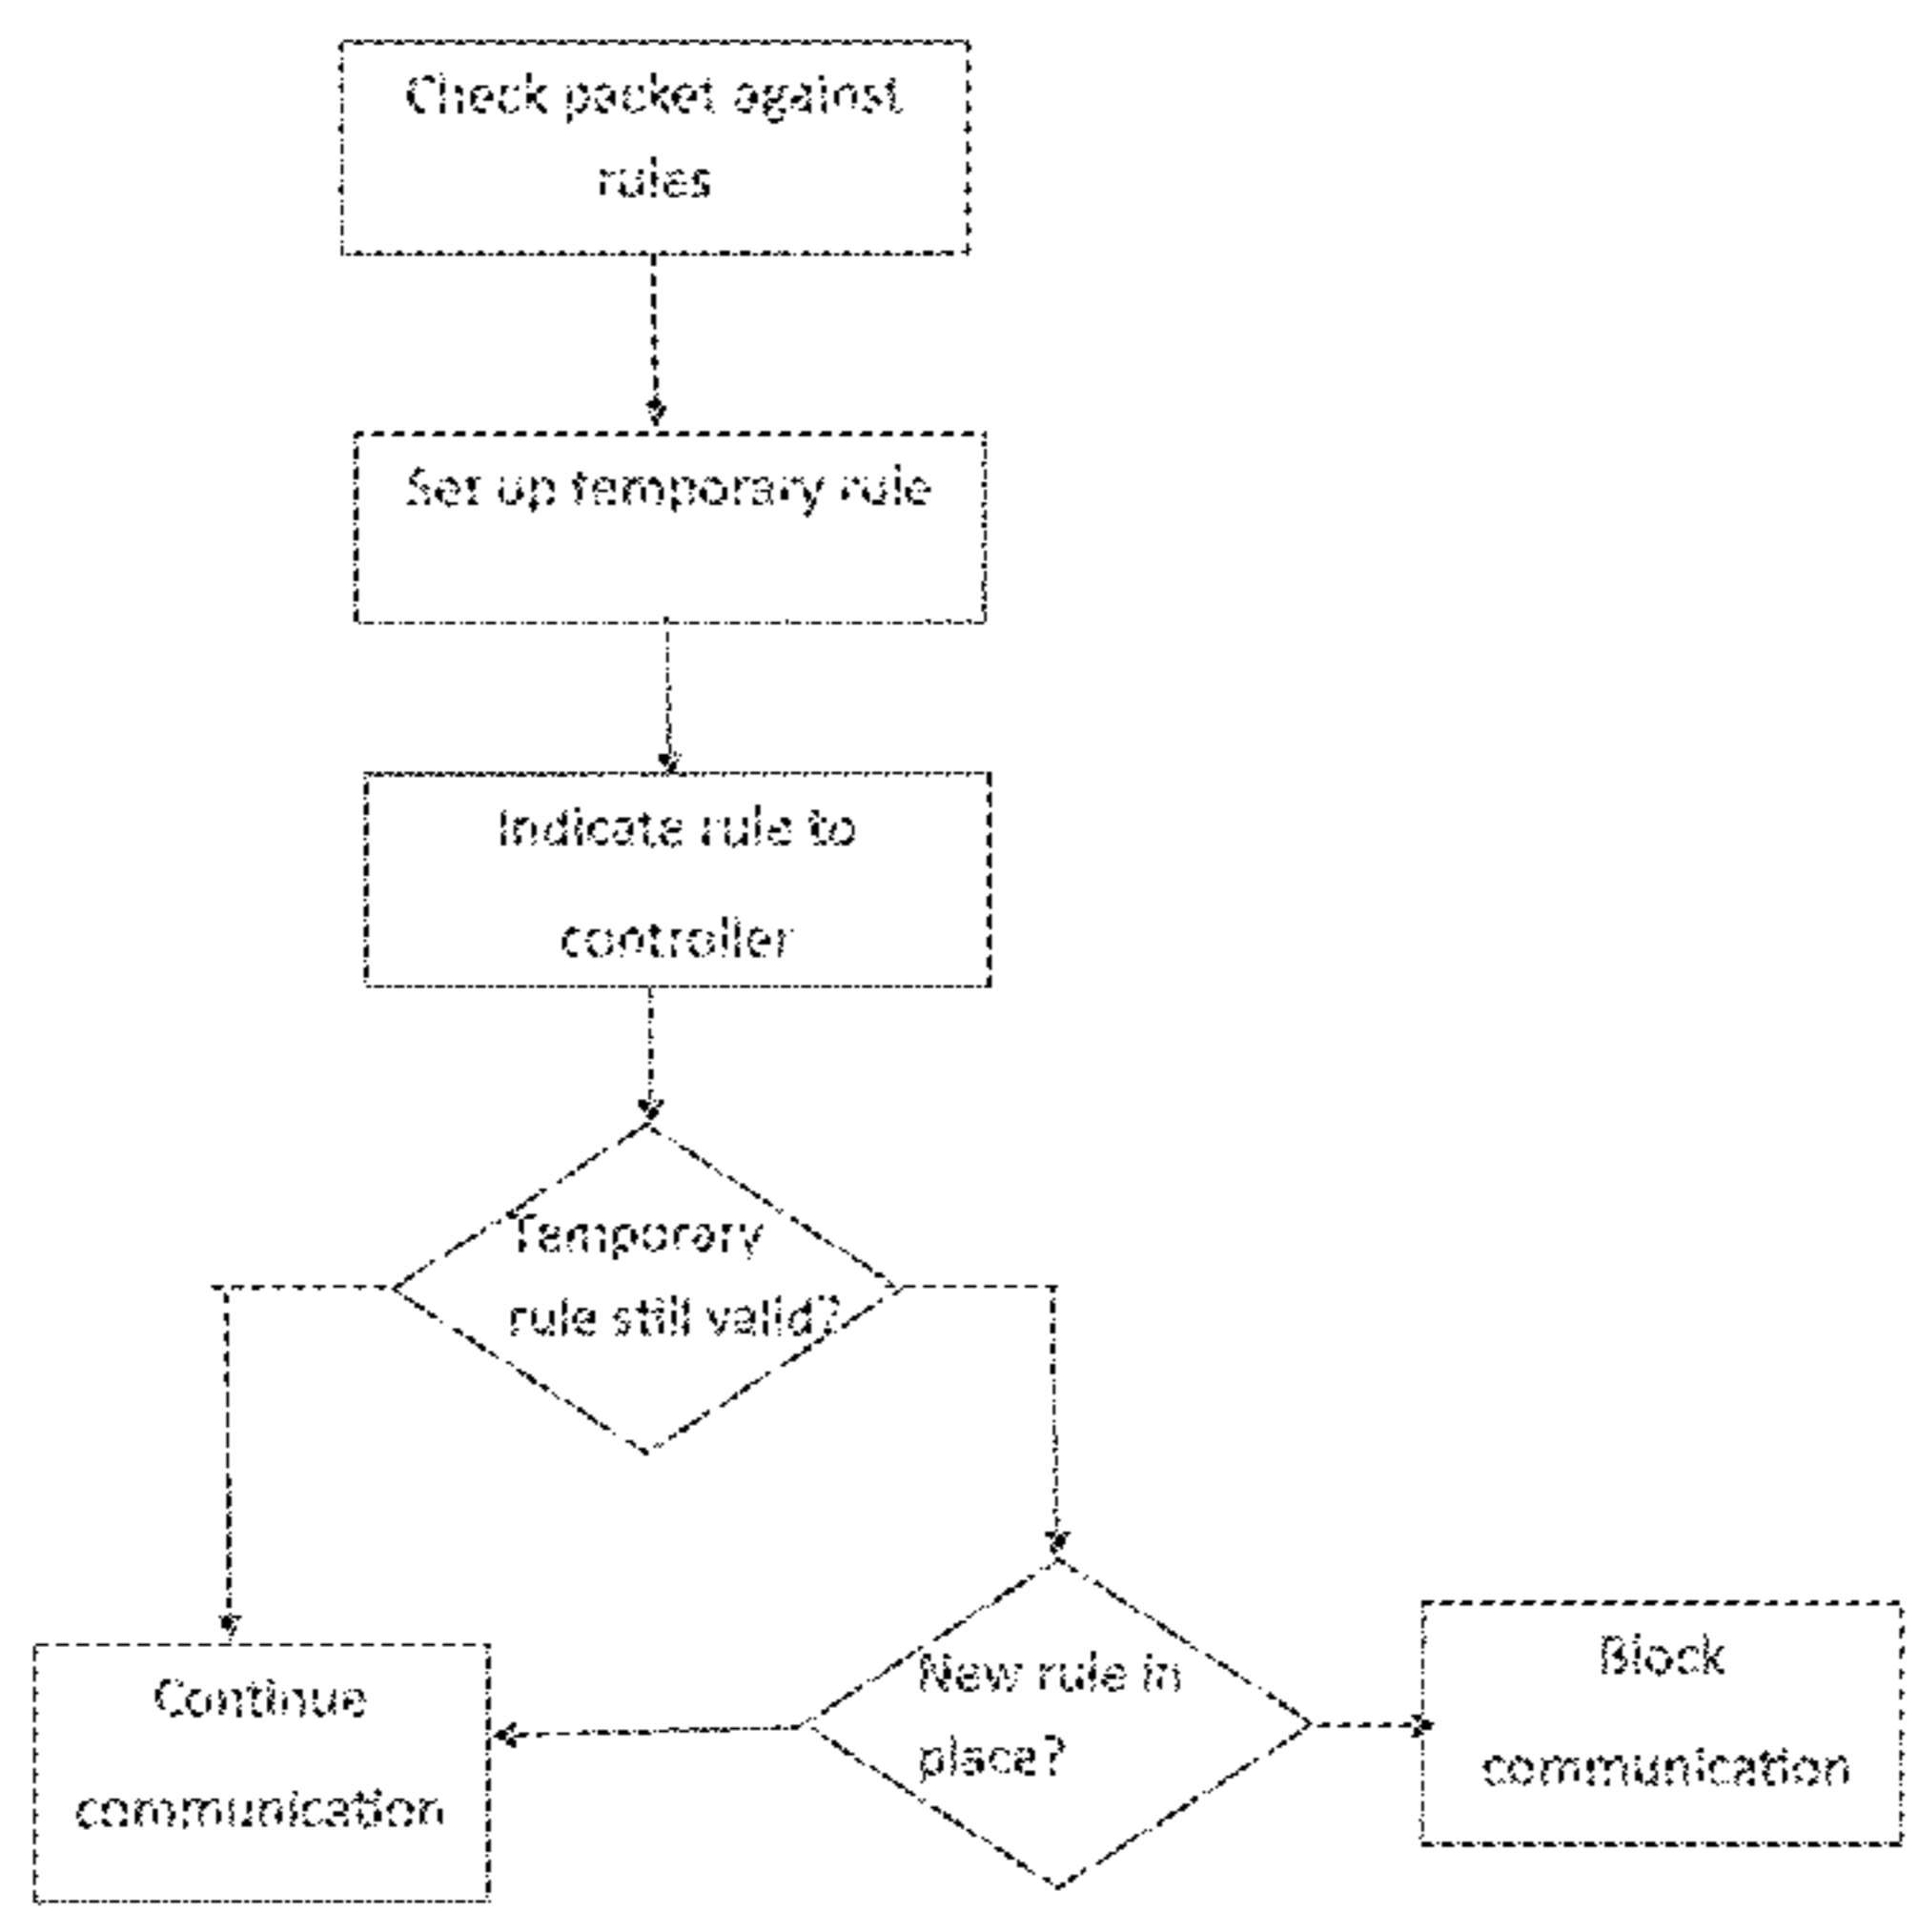 Check packet against
rules
Set up temporary rule
Indicate rule to
controller
Temporary
rule still valid?
New rule in
place?
Block
communication
Continue
communication